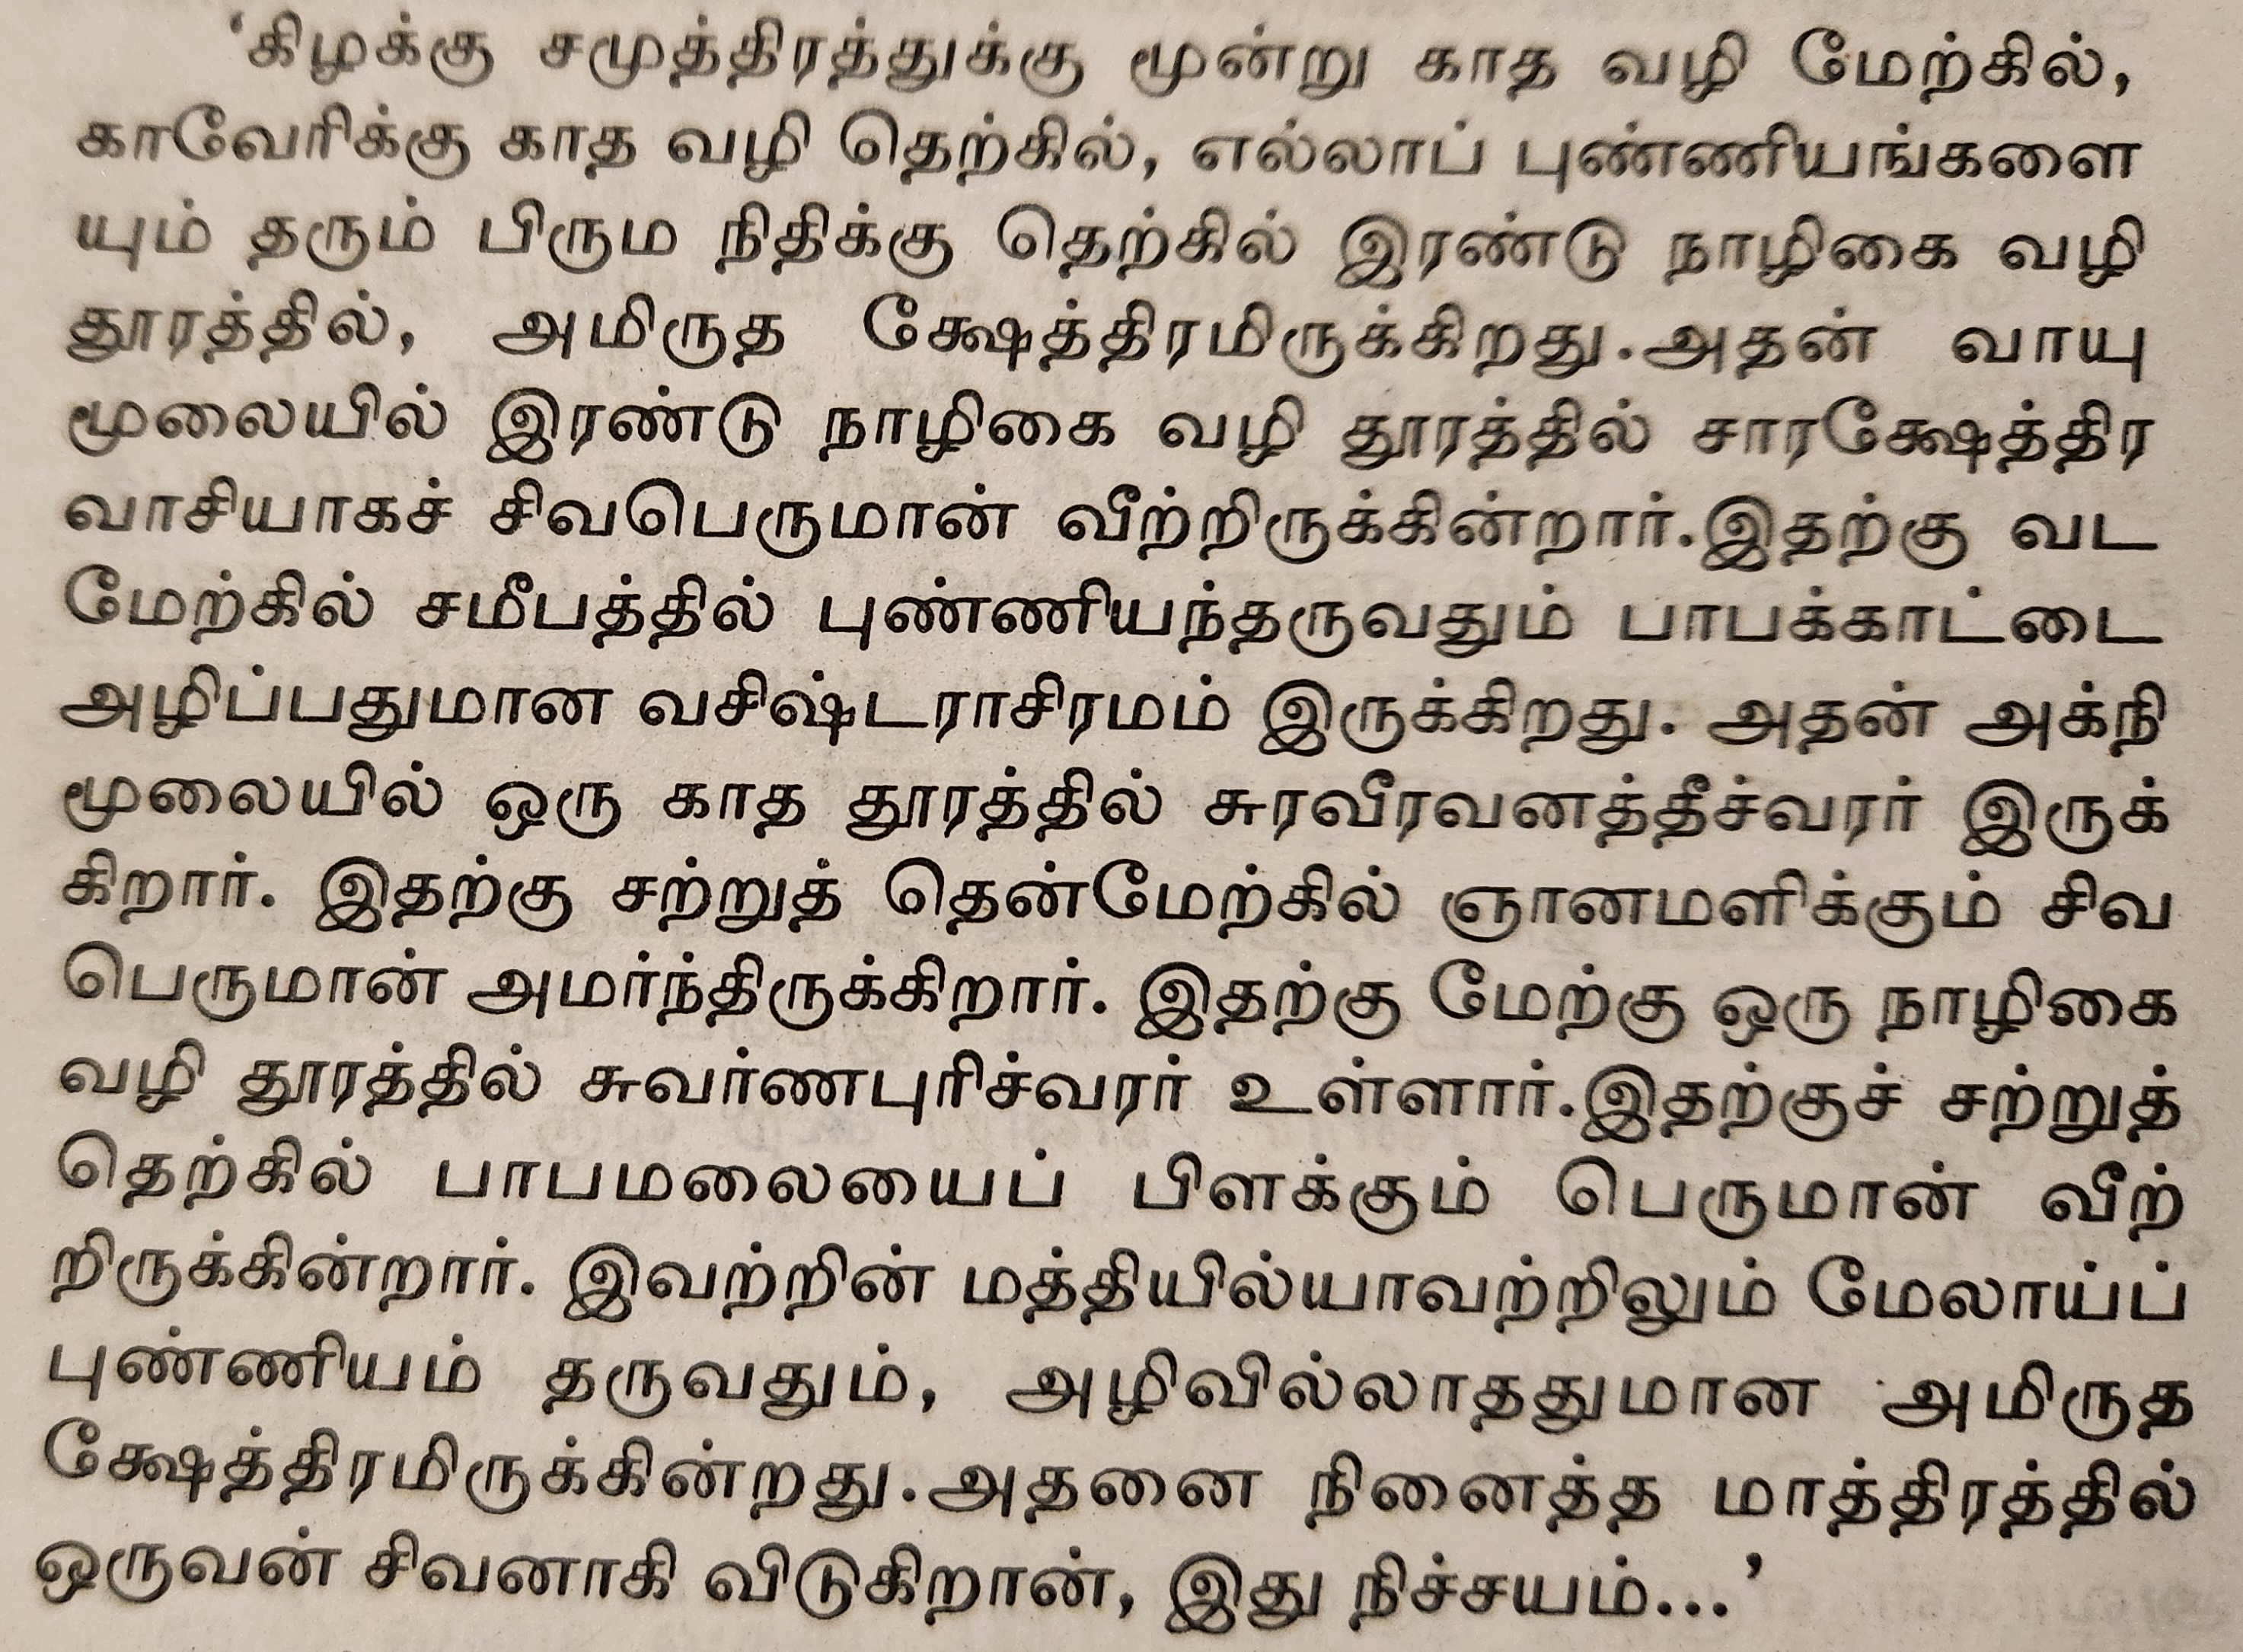 ‘கிழக்கு சமுத்திரத்துக்கு மூன்று காத வழி மேற்கில்,
காவேரிக்கு காத வழி தெற்கில், எல்லாப் புண்ணியங்களை
யும் தரும் பிரும நிதிக்கு தெற்கில் இரண்டு நாழிகை வழி
தூரத்தில், அமிருத க்ஷேத்திரமிருக்கிறது.அதன் வாயு
மூலையில் இரண்டு நாழிகை வழி தூரத்தில் சாரக்ஷேத்திர
வாசியாகச் சிவபெருமான் வீற்றிருக்கின்றார்.இதற்கு வட
மேற்கில் சமீபத்தில் புண்ணியந்தருவதும் பாபக்காட்டை
அழிப்பதுமான வசிஷ்டராசிரமம் இருக்கிறது. அதன் அக்நி
மூலையில் ஒரு காத தூரத்தில் சுரவீரவனத்தீச்வரர் இருக்
கிறார். இதற்கு சற்றுத் தென்மேற்கில் ஞானமளிக்கும் சிவ
பெருமான் அமர்ந்திருக்கிறார். இதற்கு மேற்கு ஒரு நாழிகை
வழி தூரத்தில் சுவர்ணபுரிச்வரர் உள்ளார்.இதற்குச் சற்றுத்
தெற்கில் பாபமலையைப் பிளக்கும் பெருமான் வீற்
றிருக்கின்றார். இவற்றின் மத்தியில்யாவற்றிலும் மேலாய்ப்
புண்ணியம் தருவதும், அழிவில்லாததுமான அமிருத
க்ஷேத்திரமிருக்கின்றது.அதனை நினைத்த மாத்திரத்தில்
ஒருவன் சிவனாகி விடுகிறான், இது நிச்சயம்...’